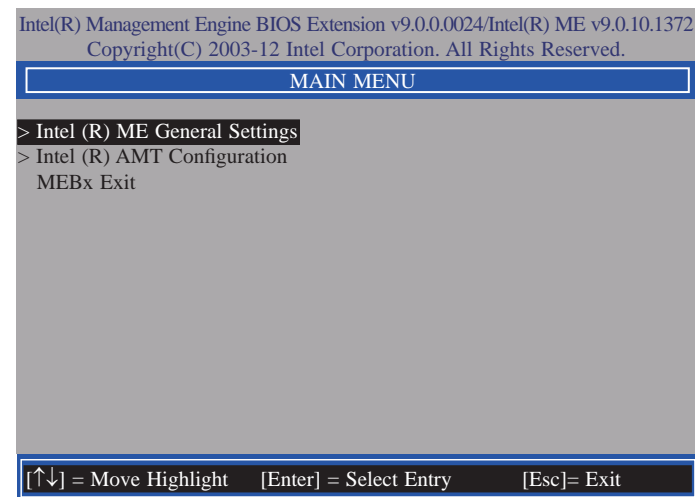 Intel(R) Management Engine BIOS Extension v9.0.0.0024/Intel(R) ME v9.0.10.1372
Copyright(C) 2003-12 Intel Corporation. All Rights Reserved.
MAIN MENU
> Intel (R) ME General Settings
> Intel (R) AMT Configuration
MEBx Exit
[↑↓] = Move Highlight [Enter] = Select Entry [Esc]= Exit